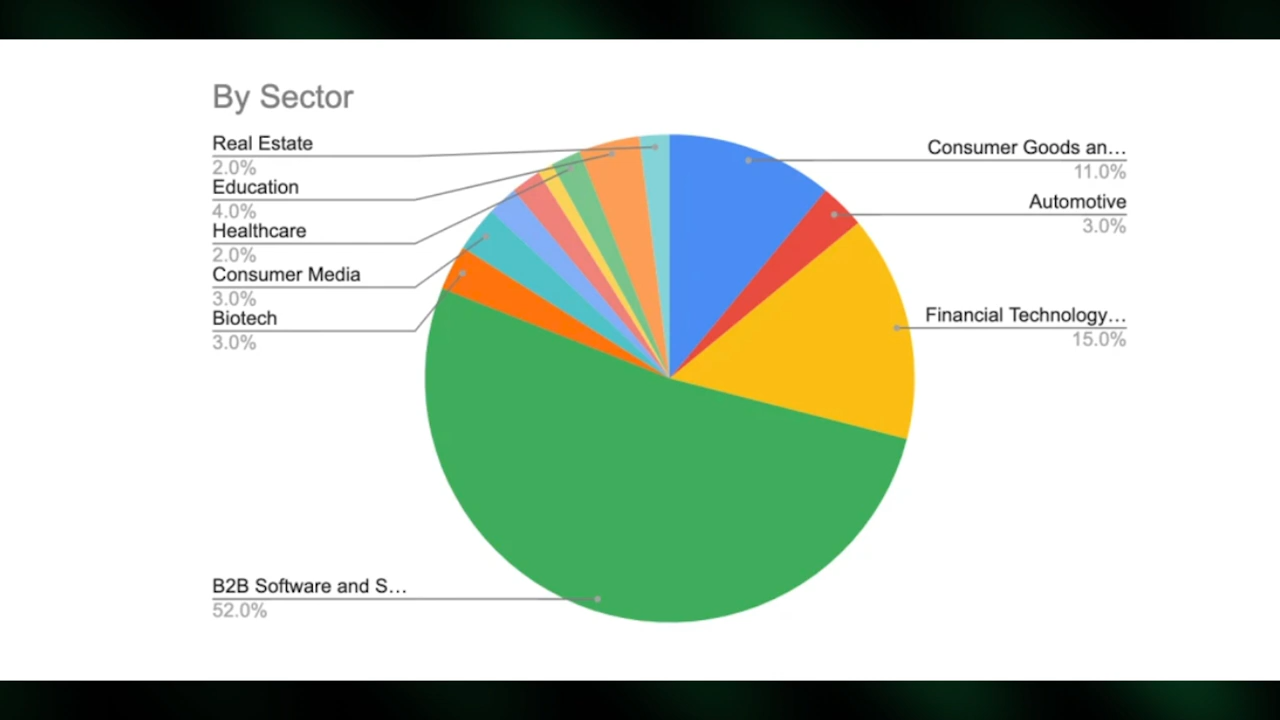 By Sector
Real Estate
2.0%
Education
4.0%
Healthcare
2.0%
Consumer Media
3.0%
Biotech
3.0%
B2B Software and S…
52.0%
Consumer Goods an…
11.0%
Automotive
3.0%
Financial Technology…
15.0%